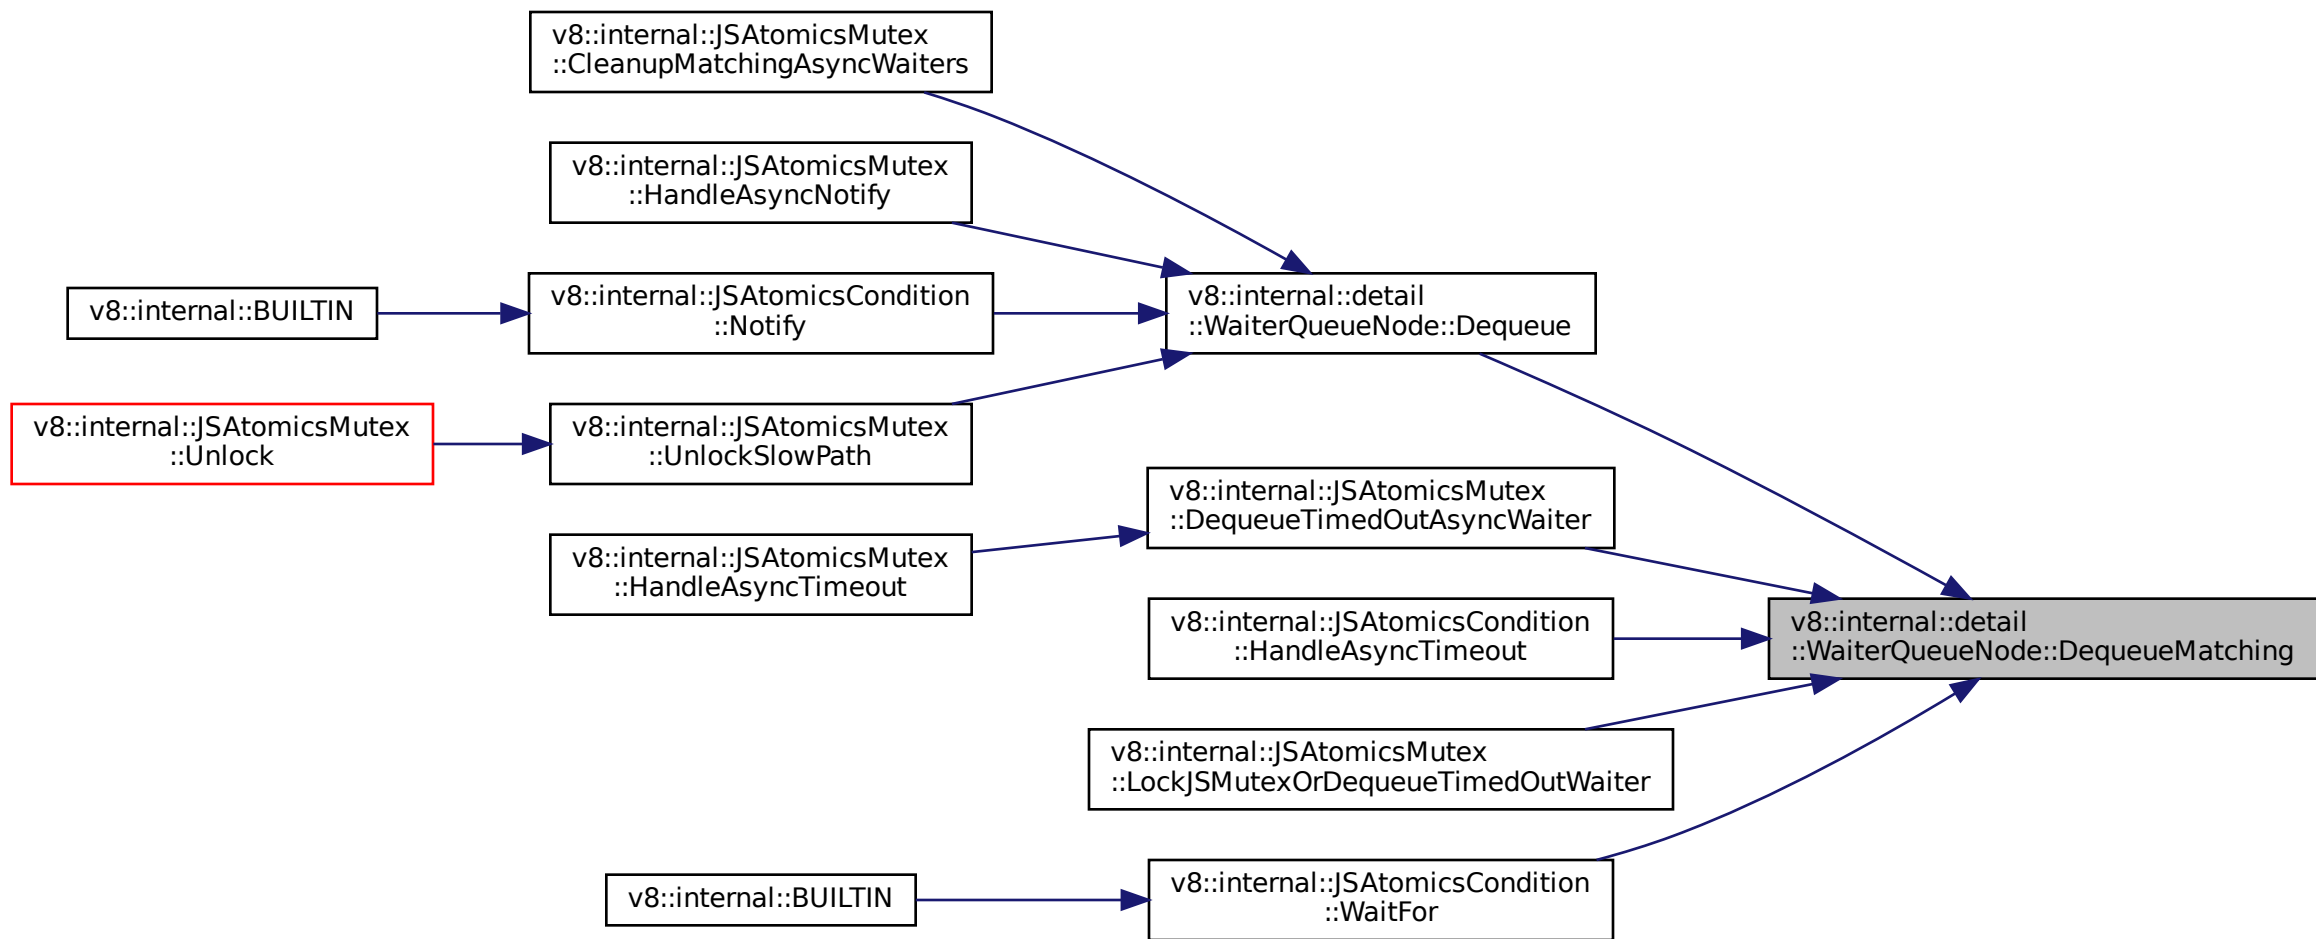 v8::internal::JSAtomicsMutex
::CleanupMatchingAsyncWaiters
v8::internal::JSAtomicsMutex
::HandleAsyncNotify
v8::internal::BUILTIN
v8::internal::JSAtomicsCondition
::Notify
v8::internal::detail
::WaiterQueueNode::Dequeue
v8::internal::JSAtomicsMutex
::Unlock
v8::internal::JSAtomicsMutex
::UnlockSlowPath
v8::internal::JSAtomicsMutex
::DequeueTimedOutAsyncWaiter
v8::internal::JSAtomicsMutex
::HandleAsyncTimeout
v8::internal::JSAtomicsCondition
::HandleAsyncTimeout
v8::internal::detail
::WaiterQueueNode::DequeueMatching
v8::internal::JSAtomicsMutex
::LockJSMutexOrDequeueTimedOutWaiter
v8::internal::BUILTIN
v8::internal::JSAtomicsCondition
::WaitFor